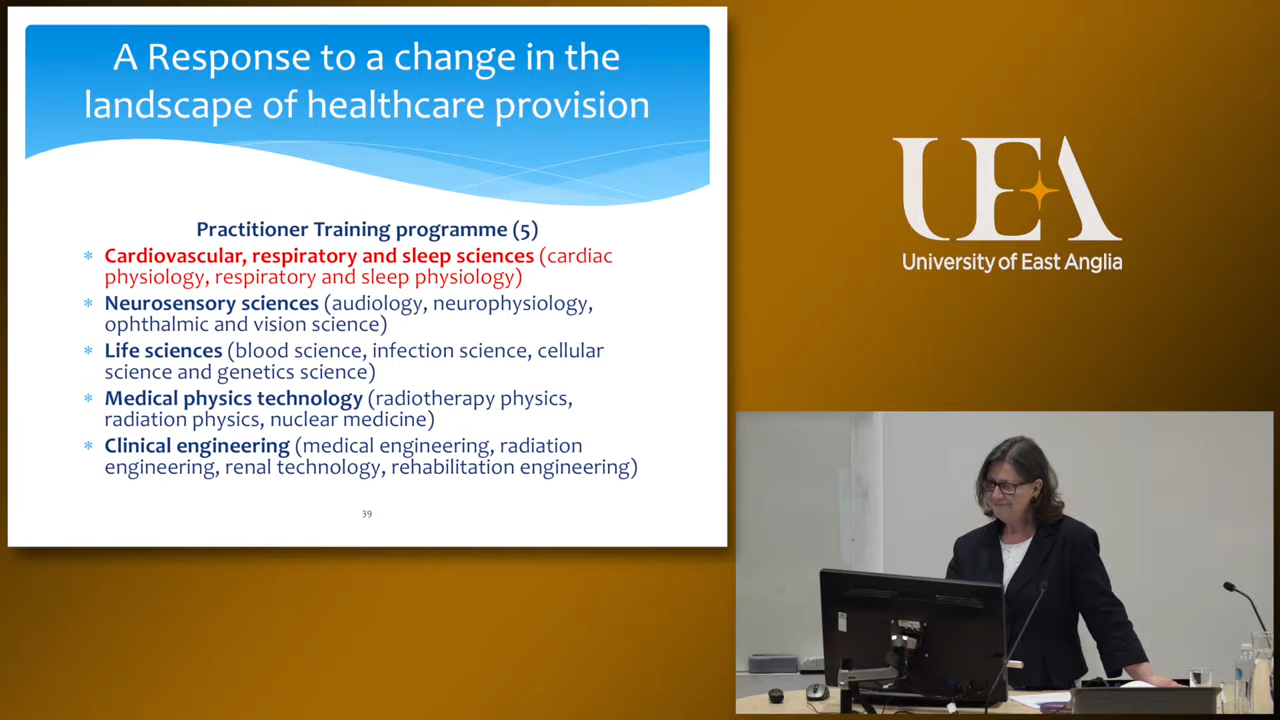 A Response to a change in the
landscape of healthcare provision
Practitioner Training programme (5)
* Cardiovascular, respiratory and sleep sciences (cardiac
physiology, respiratory and sleep physiology)
* Neurosensory sciences (audiology, neurophysiology,
ophthalmic and vision science)
* Life sciences (blood science, infection science, cellular
science and genetics science)
* Medical physics technology (radiotherapy physics,
radiation physics, nuclear medicine)
* Clinical engineering (medical engineering, radiation
engineering, renal technology, rehabilitation engineering)
39
UEA
University of East Anglia